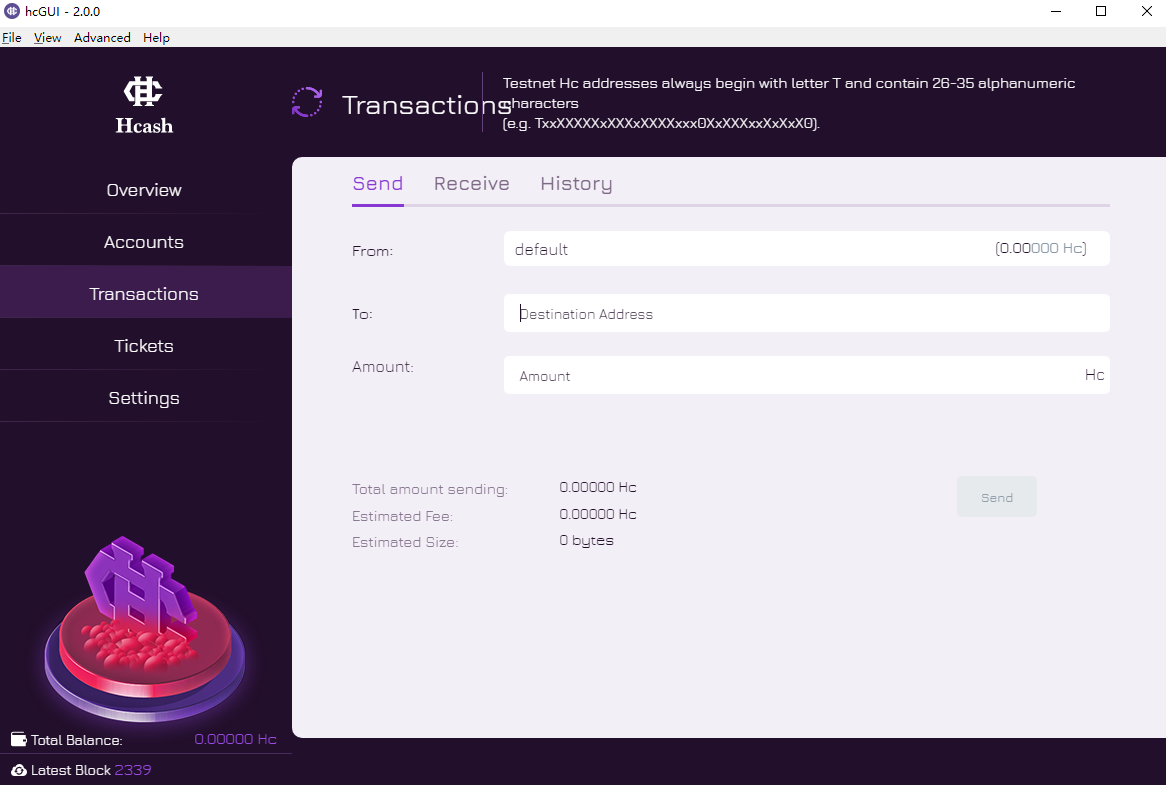 hcGUI - 2.0.0
File View Advanced Help
Hcash
Overview
Accounts
Transactions
Tickets
Settings
Total Balance: 0.00000 Hc
Latest Block 2339
Transactions
Testnet Hc addresses always begin with letter T and contain 26-35 alphanumeric
characters
(e.g. TxxXXXXXxXXXxXXXXxxx0XxXXXxxXxXxX0).
Send Receive History
From: default (0.00000 Hc)
To: Destination Address
Amount: Amount Hc
Total amount sending: 0.00000 Hc
Estimated Fee: 0.00000 Hc
Estimated Size: 0 bytes
Send